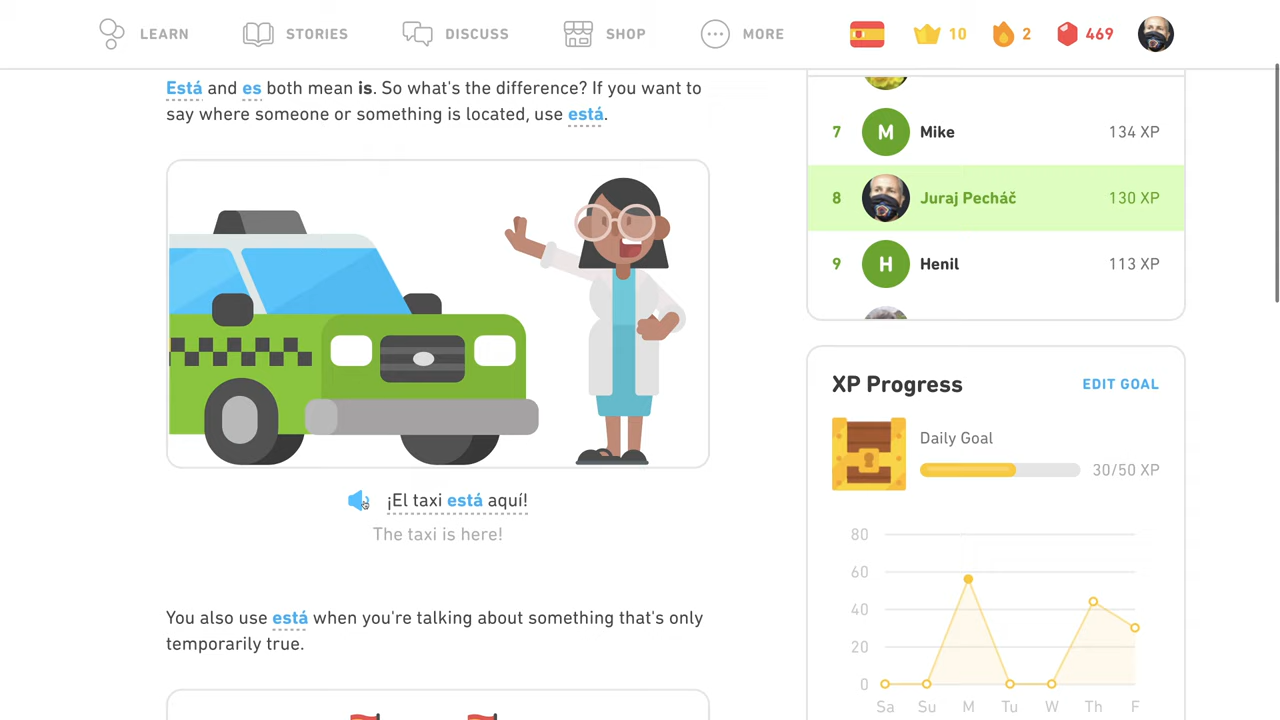 LEARN STORIES DISCUSS SHOP MORE 10 2 469
Está and es both mean is. So what's the difference? If you want to
say where someone or something is located, use está.
¡El taxi está aquí!
The taxi is here!
You also use está when you're talking about something that's only
temporarily true.
7 M Mike 134 XP
8 Juraj Pecháč 130 XP
9 H Henil 113 XP
XP Progress EDIT GOAL
Daily Goal
30/50 XP
80
60
40
20
0
Sa Su M Tu W Th F